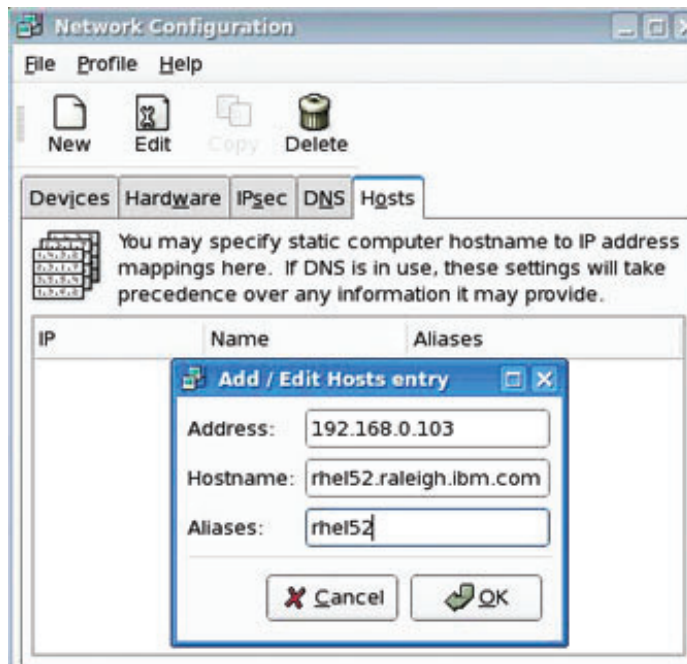 Network Configuration
File Profile Help
New Edit Copy Delete
Devices Hardware IPsec DNS Hosts
You may specify static computer hostname to IP address
mappings here. If DNS is in use, these settings will take
precedence over any information it may provide.
IP Name Aliases
Add / Edit Hosts entry
Address: 192.168.0.103
Hostname: rhel52.raleigh.ibm.com
Aliases: rhel52
Cancel OK